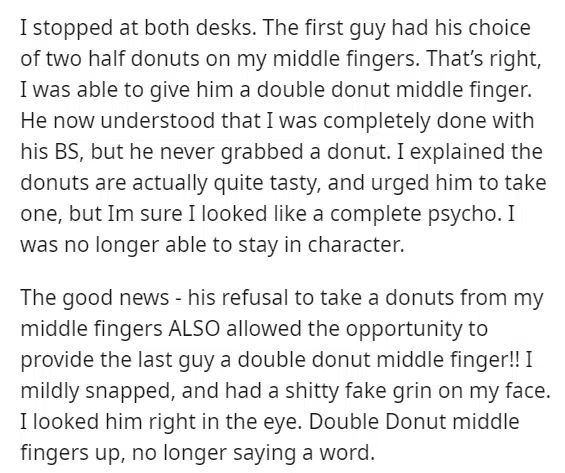 I stopped at both desks. The first guy had his choice
of two half donuts on my middle fingers. That's right,
I was able to give him a double donut middle finger.
He now understood that I was completely done with
his BS, but he never grabbed a donut. I explained the
donuts are actually quite tasty, and urged him to take
one, but Im sure I looked like a complete psycho. I
was no longer able to stay in character.
The good news - his refusal to take a donuts from my
middle fingers ALSO allowed the opportunity to
provide the last guy a double donut middle finger!! I
mildly snapped, and had a shitty fake grin on my face.
I looked him right in the eye. Double Donut middle
fingers up, no longer saying a word.